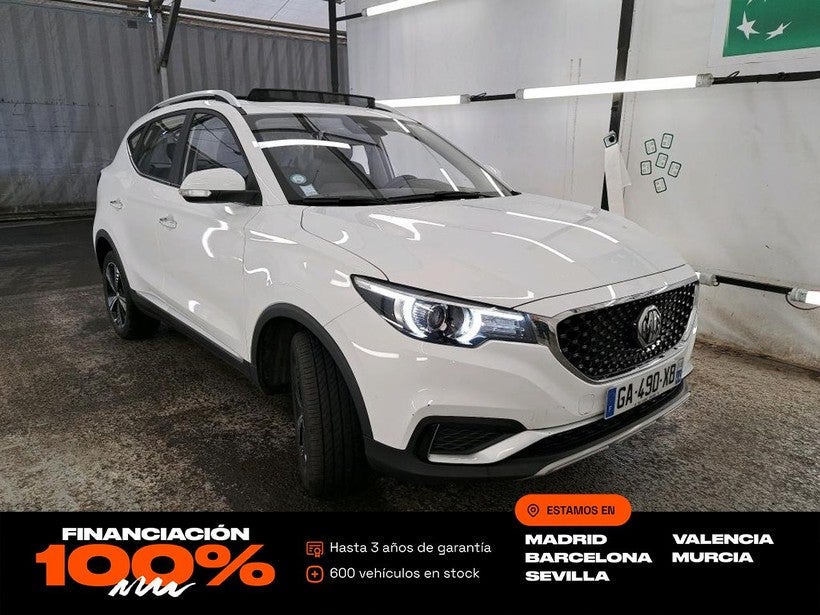 GA-490-XB
ESTAMOS EN
FINANCIACIÓN
100%
Hasta 3 años de garantía
600 vehículos en stock
MADRID
BARCELONA
SEVILLA
VALENCIA
MURCIA